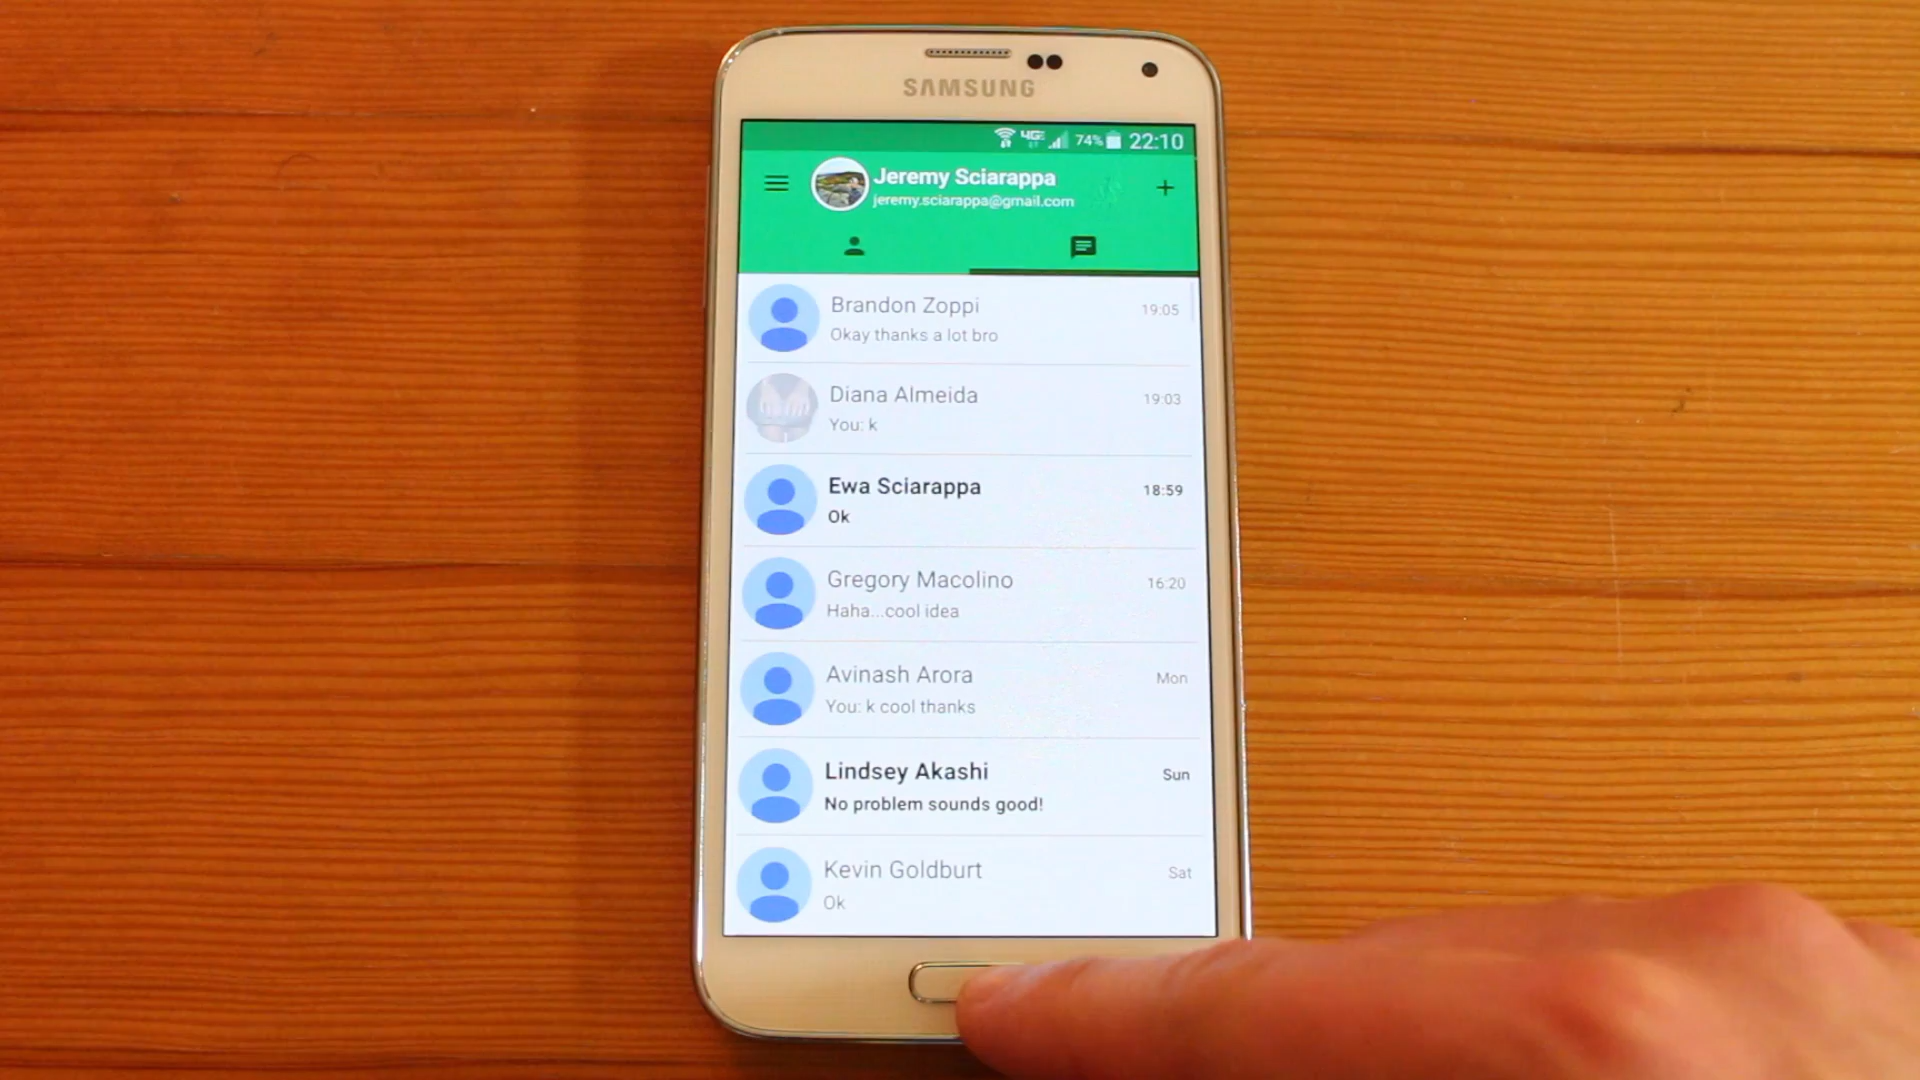 SAMSUNG
4G 74% 22:10
Jeremy Sciarappa
jeremy.sciarappa@gmail.com
Brandon Zoppi 19:05
Okay thanks a lot bro
Diana Almeida 19:03
You: k
Ewa Sciarappa 18:59
Ok
Gregory Macolino 16:20
Haha...cool idea
Avinash Arora Mon
You: k cool thanks
Lindsey Akashi Sun
No problem sounds good!
Kevin Goldburt Sat
Ok